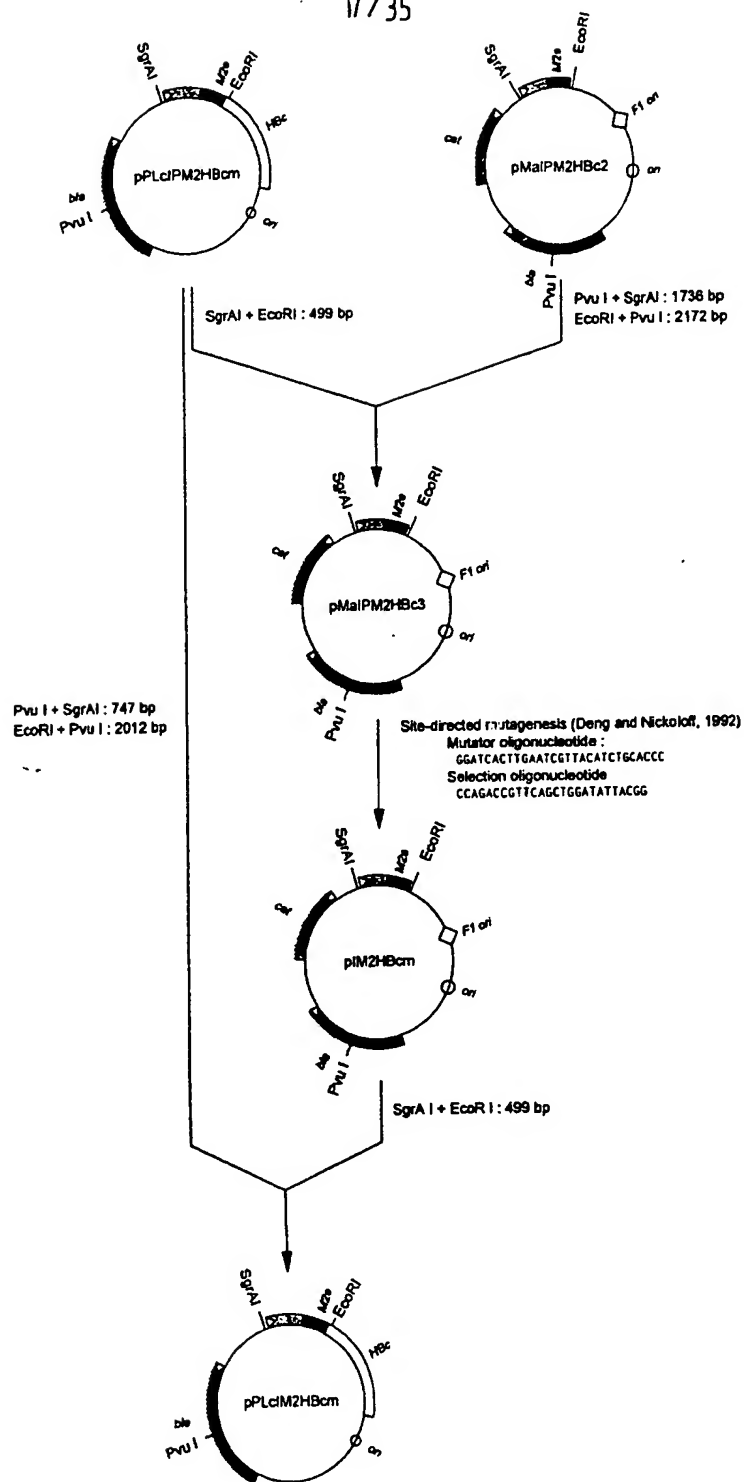 17/35
SgrAI
M2e
EcoRI
HBc
pPLcIPM2HBcm
bla
Pvu I
ori
SgrAI
M2e
EcoRI
F1 ori
cat
pMaIPM2HBc2
ori
bla
Pvu I
SgrAI + EcoRI : 499 bp
Pvu I + SgrAI : 1736 bp
EcoRI + Pvu I : 2172 bp
SgrAI
M2e
EcoRI
cat
F1 ori
pMaIPM2HBc3
ori
bla
Pvu I
Pvu I + SgrAI : 747 bp
EcoRI + Pvu I : 2012 bp
Site-directed mutagenesis (Deng and Nickoloff, 1992)
Mutator oligonucleotide :
GGATCACTTGAATCGTTACATCTGCACCC
Selection oligonucleotide
CCAGACCGTTCAGCTGGATATTACGG
SgrAI
M2e
EcoRI
cat
F1 ori
pIM2HBcm
ori
bla
Pvu I
SgrA I + EcoR I : 499 bp
SgrAI
M2e
EcoRI
HBc
pPLcIM2HBcm
bla
Pvu I
ori